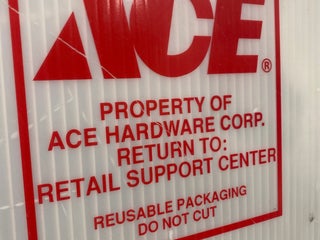 ACE®
PROPERTY OF
ACE HARDWARE CORP.
RETURN TO:
RETAIL SUPPORT CENTER
REUSABLE PACKAGING
DO NOT CUT